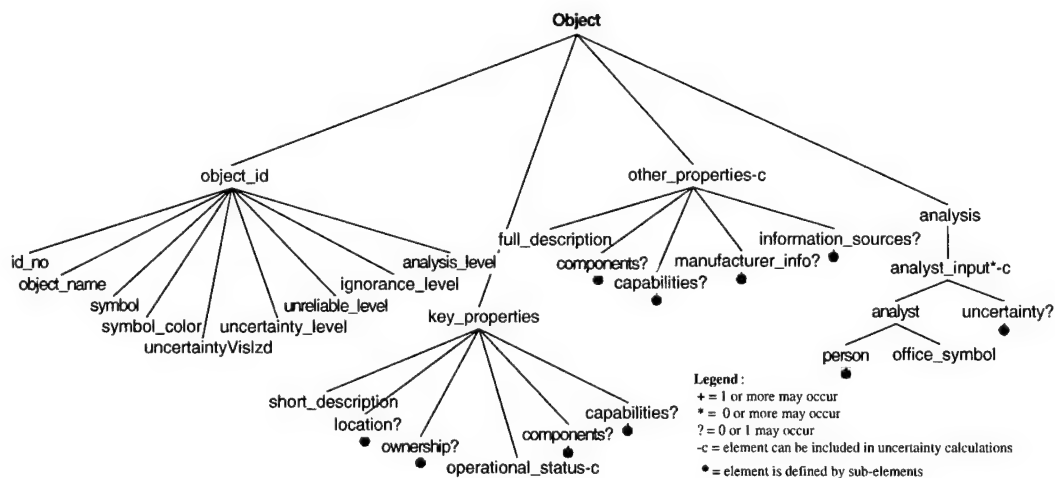 Object
object_id
other_properties-c
analysis
full_description
information_sources?
id_no
analysis_level
components?
manufacturer_info?
analyst_input*-c
object_name
ignorance_level
capabilities?
symbol
unreliable_level
key_properties
analyst
uncertainty?
symbol_color
uncertainty_level
uncertaintyVislzd
person
office_symbol
short_description
capabilities?
location?
components?
ownership?
operational_status-c
Legend :
+ = 1 or more may occur
* = 0 or more may occur
? = 0 or 1 may occur
-c = element can be included in uncertainty calculations
● = element is defined by sub-elements